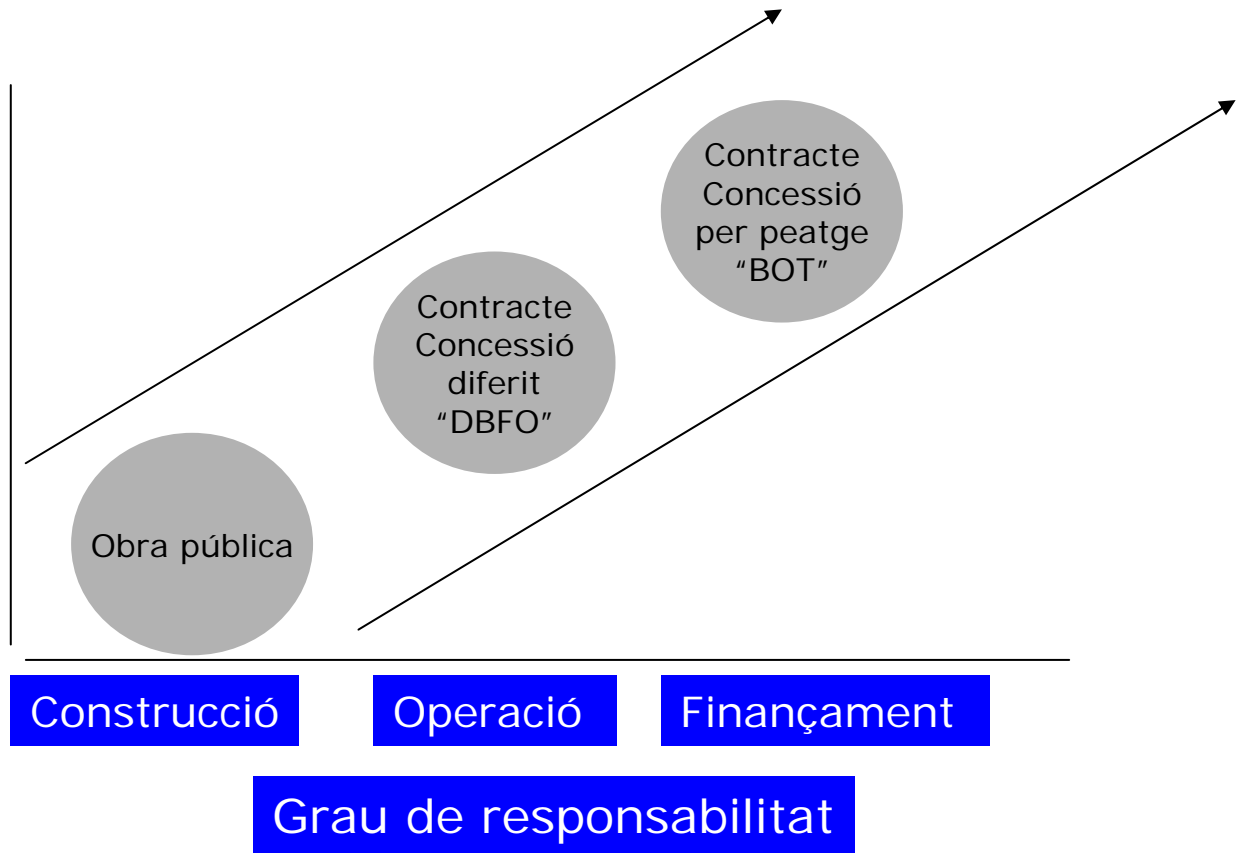 Contracte
Concessió
per peatge
“BOT”
Contracte
Concessió
diferit
“DBFO”
Obra pública
Construcció
Operació
Finançament
Grau de responsabilitat